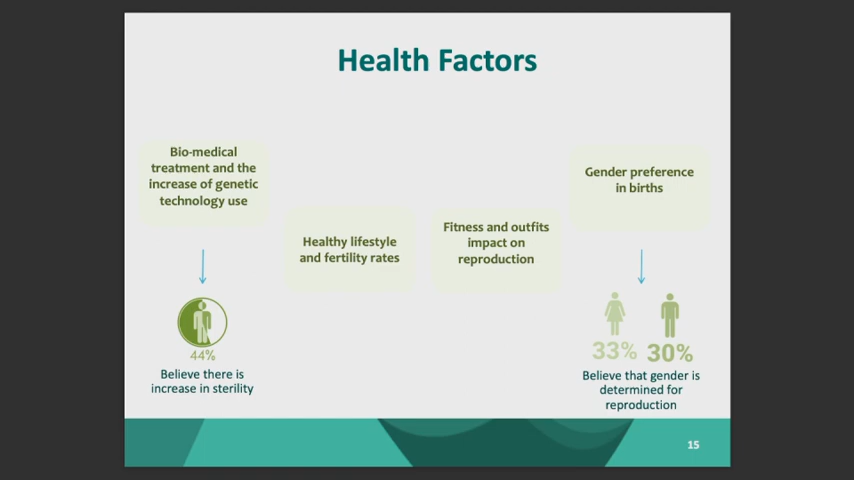 Health Factors
Bio-medical
treatment and the
increase of genetic
technology use
Healthy lifestyle
and fertility rates
Fitness and outfits
impact on
reproduction
Gender preference
in births
44%
Believe there is
increase in sterility
33% 30%
Believe that gender is
determined for
reproduction
15